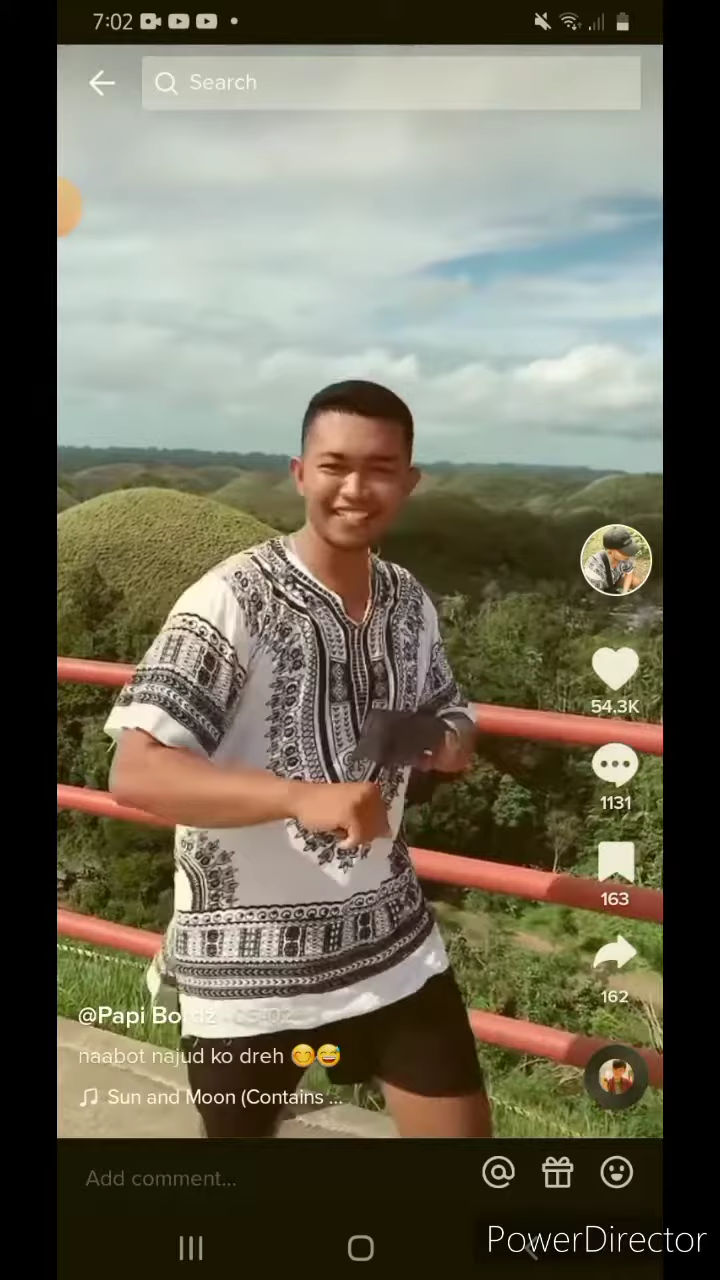 7:02
Search
54.3K
1131
163
162
@Papi Bordz
naabot najud ko dreh 😊😅
Sun and Moon (Contains ...
Add comment...
PowerDirector